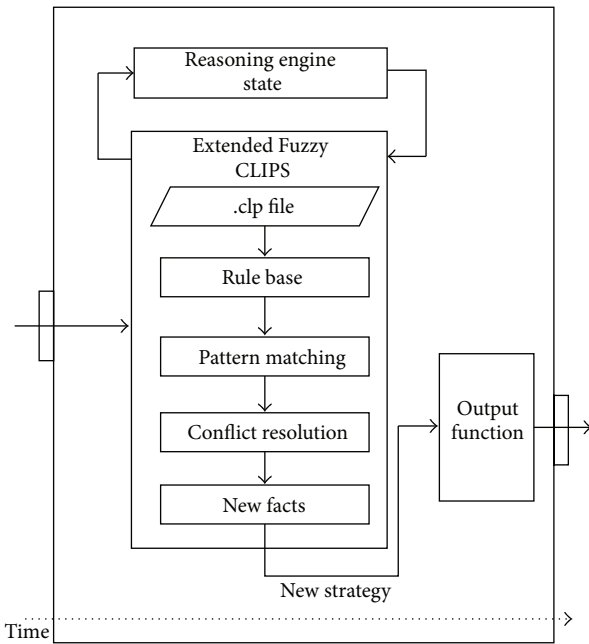 Reasoning engine
state
Extended Fuzzy
CLIPS
.clp file
Rule base
Pattern matching
Conflict resolution
New facts
Output
function
New strategy
Time